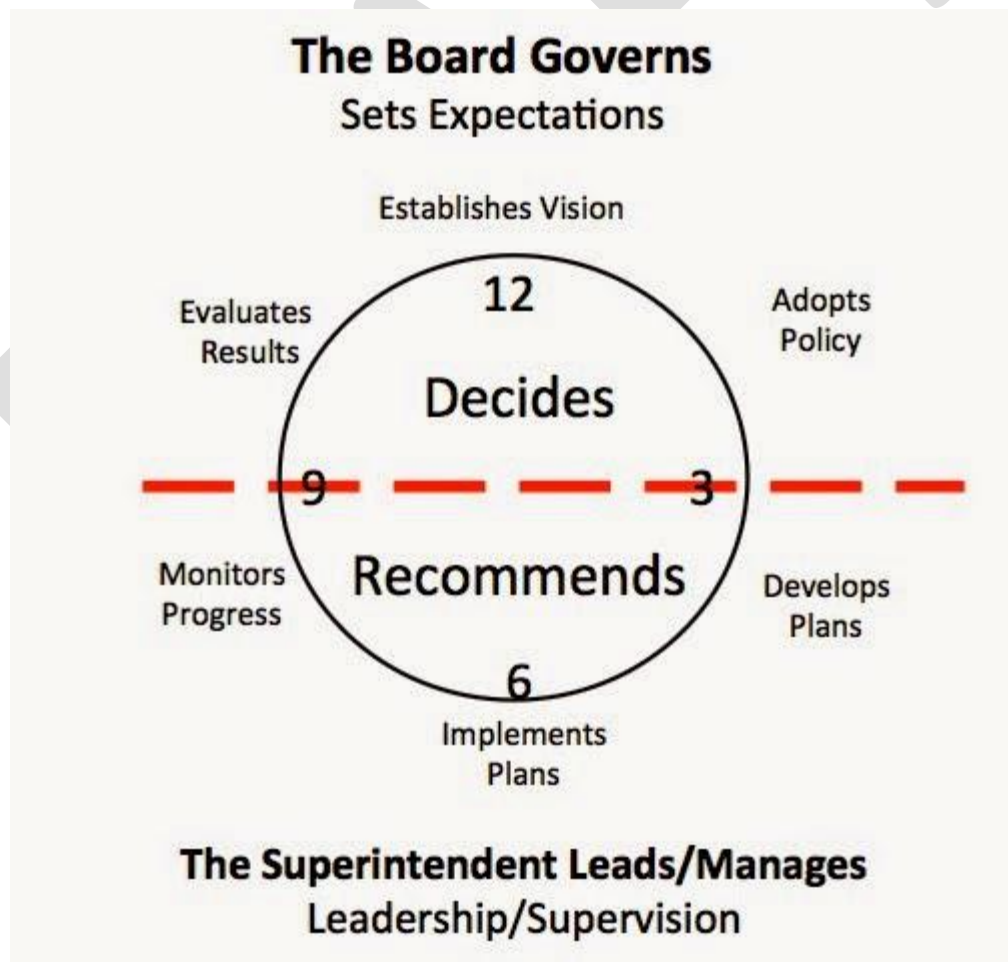 The Board Governs
Sets Expectations
Establishes Vision
12
Evaluates
Results
Adopts
Policy
Decides
9
3
Recommends
Monitors
Progress
Develops
Plans
6
Implements
Plans
The Superintendent Leads/Manages
Leadership/Supervision